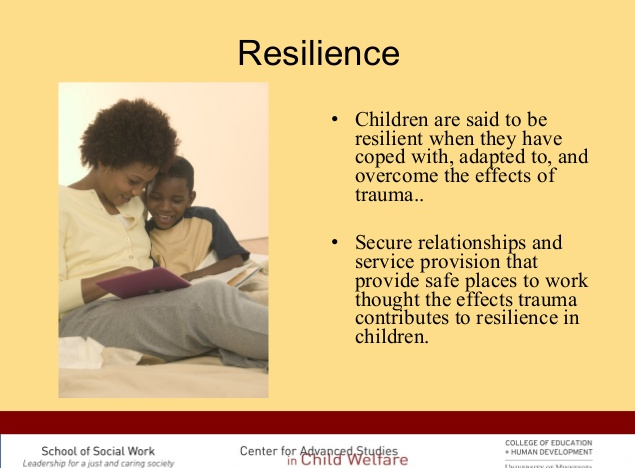 Resilience
• Children are said to be
resilient when they have
coped with, adapted to, and
overcome the effects of
trauma..
• Secure relationships and
service provision that
provide safe places to work
thought the effects trauma
contributes to resilience in
children.
School of Social Work
Leadership for a just and caring society
Center for Advanced Studies
in Child Welfare
COLLEGE OF EDUCATION
+ HUMAN DEVELOPMENT
University of Minnesota